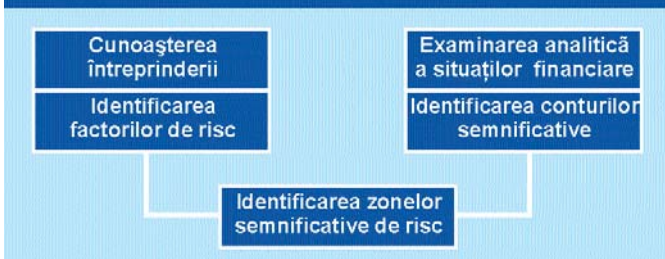 Cunoaşterea
întreprinderii
Identificarea
factorilor de risc
Examinarea analitică
a situaţilor financiare
Identificarea conturilor
semnificative
Identificarea zonelor
semnificative de risc